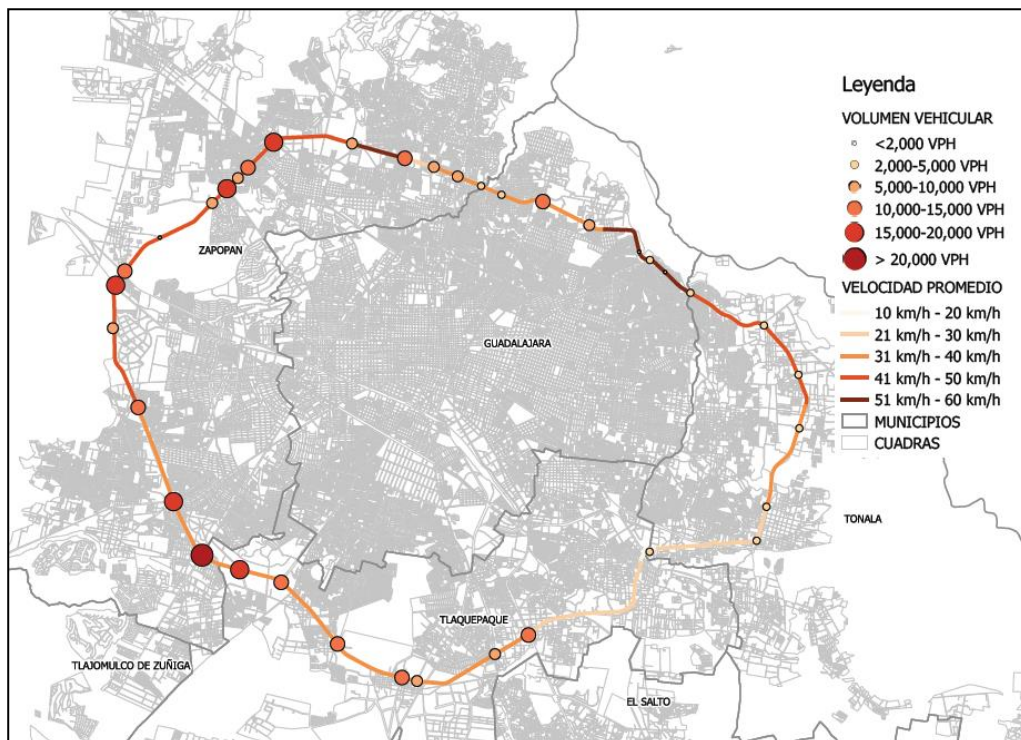 Leyenda
VOLUMEN VEHICULAR
<2,000 VPH
2,000-5,000 VPH
5,000-10,000 VPH
10,000-15,000 VPH
15,000-20,000 VPH
> 20,000 VPH
VELOCIDAD PROMEDIO
10 km/h - 20 km/h
21 km/h - 30 km/h
31 km/h - 40 km/h
41 km/h - 50 km/h
51 km/h - 60 km/h
MUNICIPIOS
CUADRAS
ZAPOPAN
GUADALAJARA
TONALA
TLAQUEPAQUE
TLAJOMULCO DE ZUÑIGA
EL SALTO